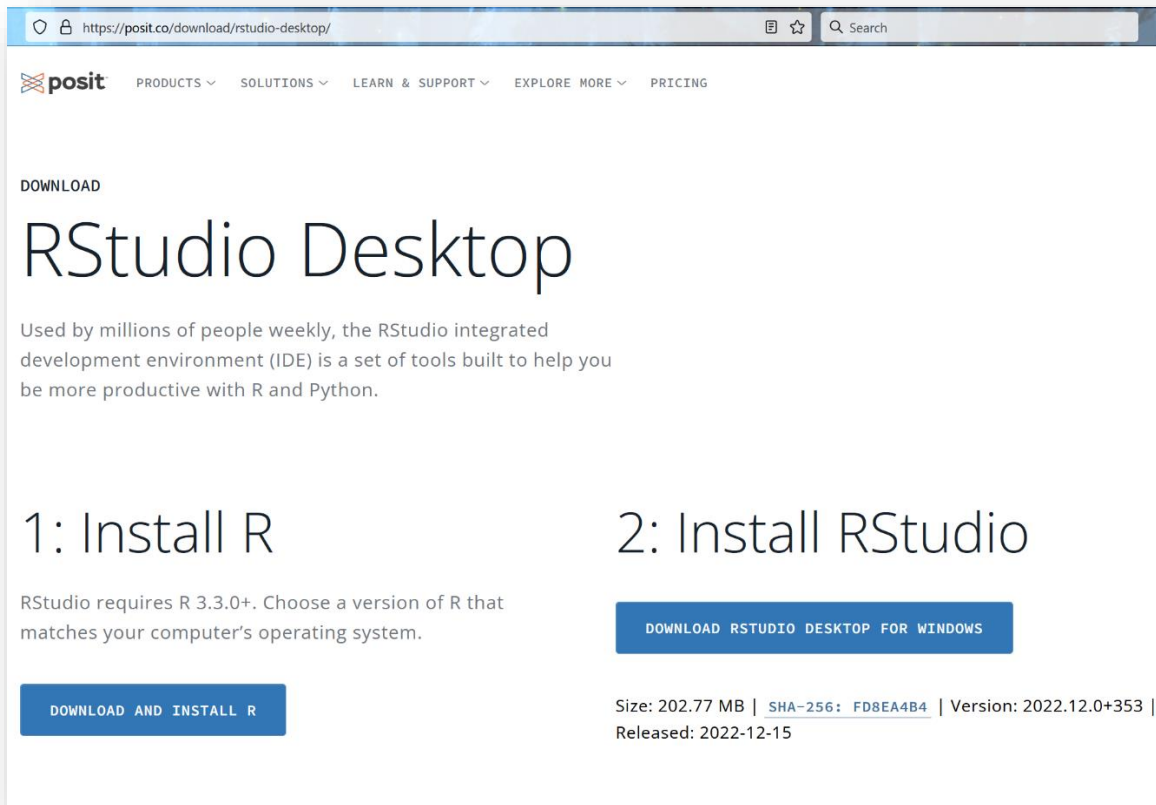 https://posit.co/download/rstudio-desktop/
Search
posit
PRODUCTS
SOLUTIONS
LEARN & SUPPORT
EXPLORE MORE
PRICING
DOWNLOAD
RStudio Desktop
Used by millions of people weekly, the RStudio integrated
development environment (IDE) is a set of tools built to help you
be more productive with R and Python.
1: Install R
RStudio requires R 3.3.0+. Choose a version of R that
matches your computer’s operating system.
DOWNLOAD AND INSTALL R
2: Install RStudio
DOWNLOAD RSTUDIO DESKTOP FOR WINDOWS
Size: 202.77 MB | SHA-256: FD8EA4B4 | Version: 2022.12.0+353 |
Released: 2022-12-15